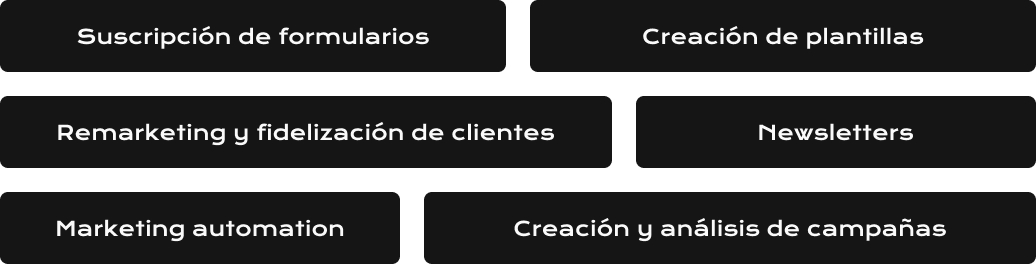 Suscripción de formularios
Creación de plantillas
Remarketing y fidelización de clientes
Newsletters
Marketing automation
Creación y análisis de campañas